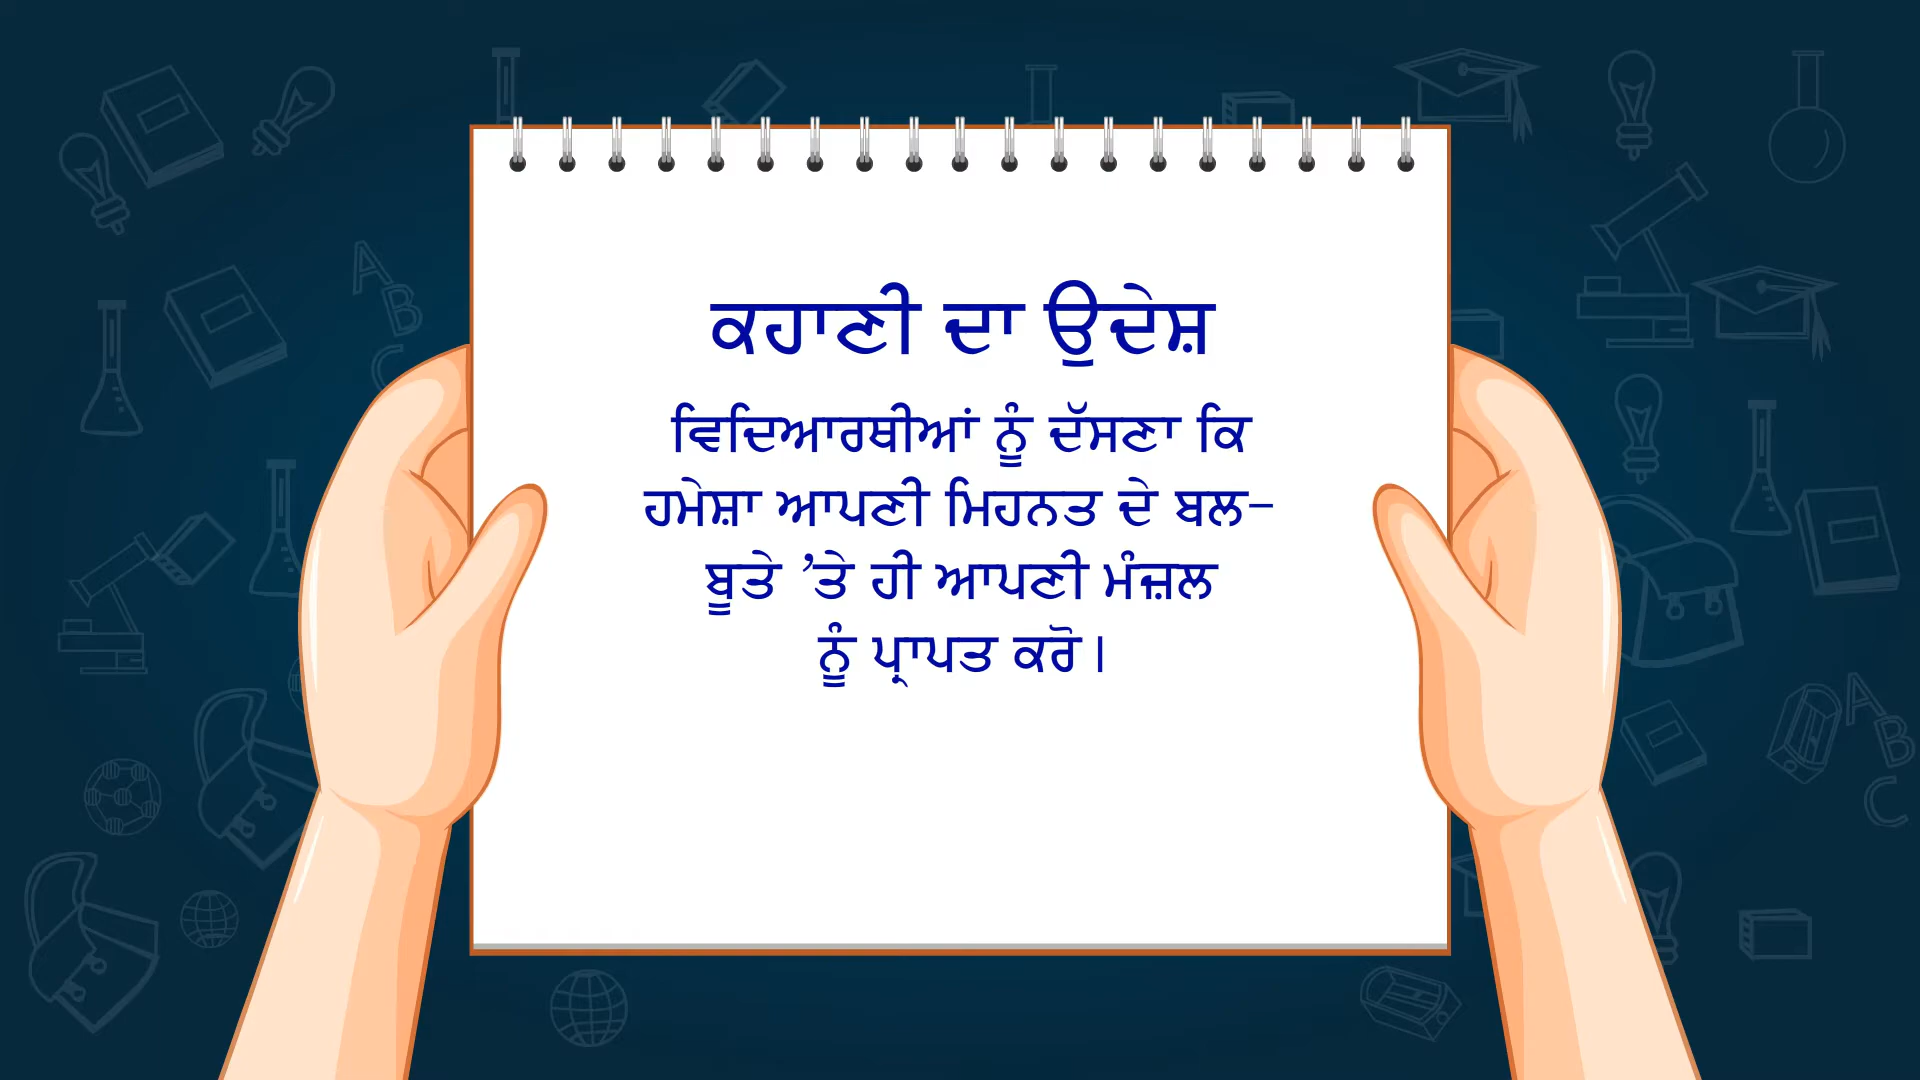 ਕਹਾਣੀ ਦਾ ਉਦੇਸ਼
ਵਿਦਿਆਰਥੀਆਂ ਨੂੰ ਦੱਸਣਾ ਕਿ
ਹਮੇਸ਼ਾ ਆਪਣੀ ਮਿਹਨਤ ਦੇ ਬਲ-
ਬੂਤੇ ’ਤੇ ਹੀ ਆਪਣੀ ਮੰਜ਼ਲ
ਨੂੰ ਪ੍ਰਾਪਤ ਕਰੋ।